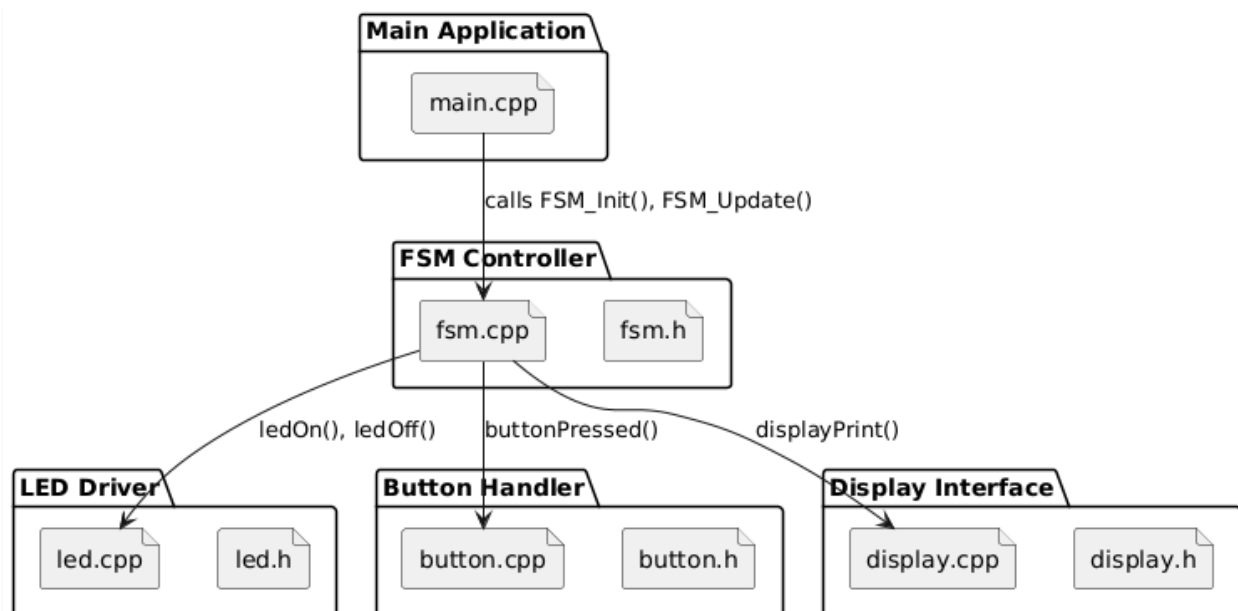 Main Application
main.cpp
calls FSM_Init(), FSM_Update()
FSM Controller
fsm.cpp
fsm.h
ledOn(), ledOff()
buttonPressed()
displayPrint()
LED Driver
Button Handler
Display Interface
led.cpp
led.h
button.cpp
button.h
display.cpp
display.h